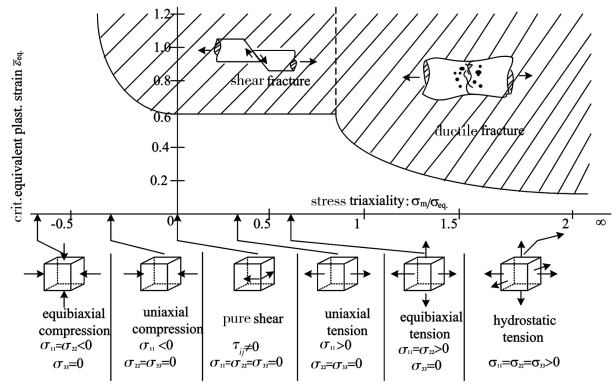 crit. equivalent plast. strain ε̄eq.
1.2
1.0
0.8
0.6
0.4
0.2
shear fracture
ductile fracture
stress triaxiality: σm/σeq.
-0.5
0
0.5
1
1.5
2
∞
equibiaxial
compression
σ₁₁=σ₂₂<0
σ₃₃=0
uniaxial
compression
σ₁₁<0
σ₂₂=σ₃₃=0
pure shear
τij≠0
σ₁₁=σ₂₂=σ₃₃=0
uniaxial
tension
σ₁₁>0
σ₂₂=σ₃₃=0
equibiaxial
tension
σ₁₁=σ₂₂>0
σ₃₃=0
hydrostatic
tension
σ₁₁=σ₂₂=σ₃₃>0